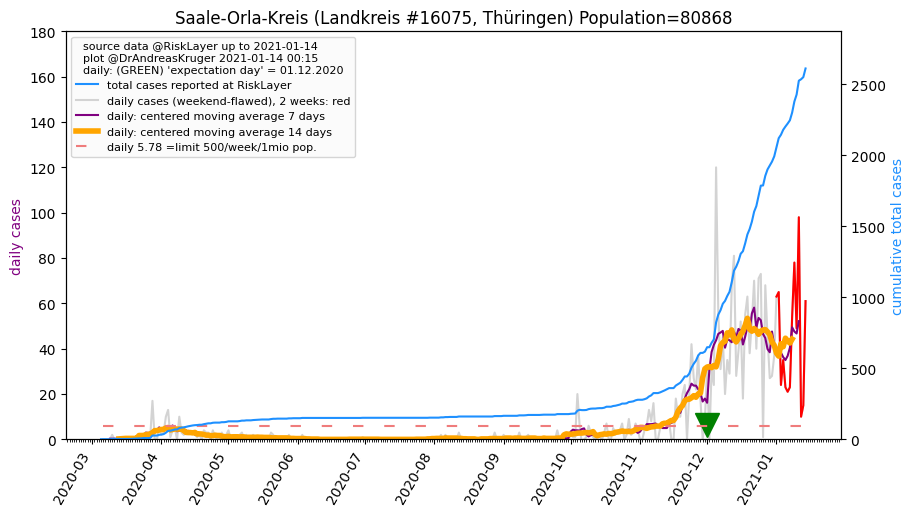 Saale-Orla-Kreis (Landkreis #16075, Thüringen) Population=80868
source data @RiskLayer up to 2021-01-14
plot @DrAndreasKruger 2021-01-14 00:15
daily: (GREEN) 'expectation day' = 01.12.2020
total cases reported at RiskLayer
daily cases (weekend-flawed), 2 weeks: red
daily: centered moving average 7 days
daily: centered moving average 14 days
daily 5.78 =limit 500/week/1mio pop.
daily cases
180
160
140
120
100
80
60
40
20
0
cumulative total cases
2500
2000
1500
1000
500
0
2020-03
2020-04
2020-05
2020-06
2020-07
2020-08
2020-09
2020-10
2020-11
2020-12
2021-01